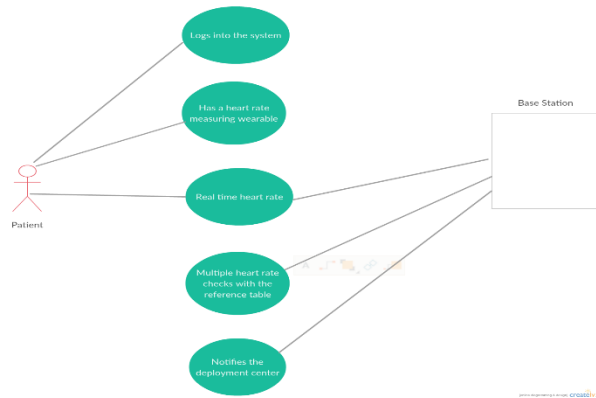 Logs into the system
Has a heart rate
measuring wearable
Base Station
Real time heart rate
Patient
Multiple heart rate
checks with the
reference table
Notifies the
deployment center
creately